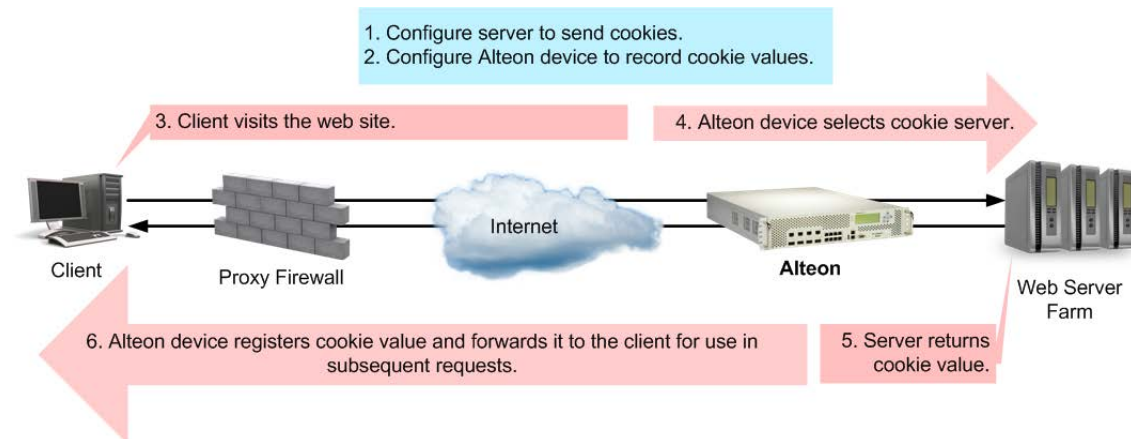 1. Configure server to send cookies.
2. Configure Alteon device to record cookie values.
3. Client visits the web site.
4. Alteon device selects cookie server.
Client
Proxy Firewall
Internet
Alteon
Web Server
Farm
6. Alteon device registers cookie value and forwards it to the client for use in
subsequent requests.
5. Server returns
cookie value.